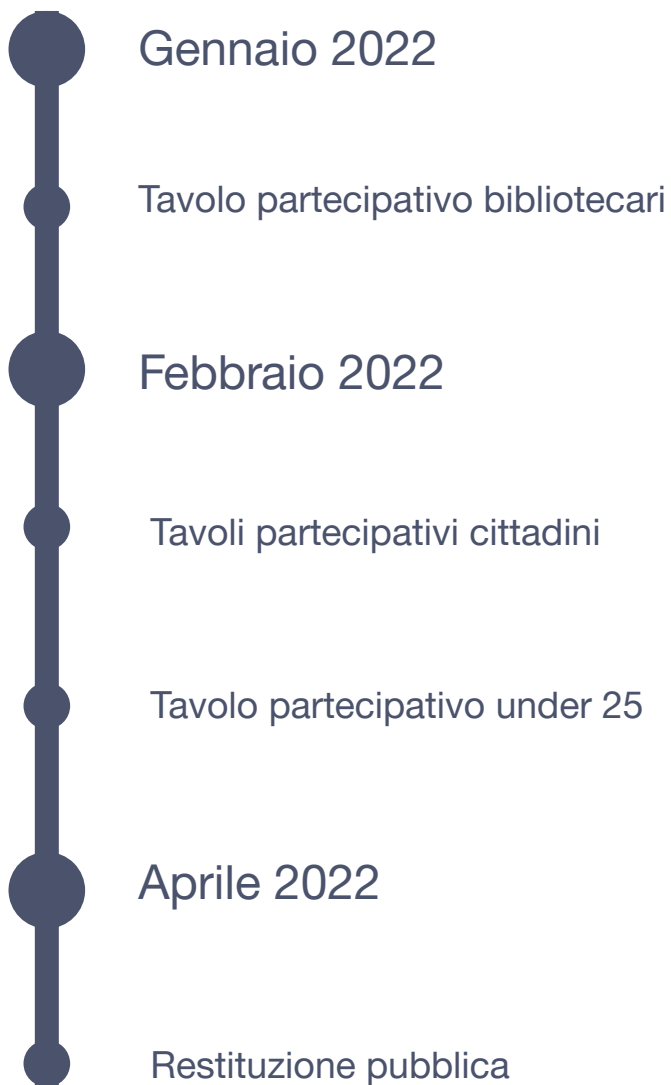 Gennaio 2022
Tavolo partecipativo bibliotecari
Febbraio 2022
Tavoli partecipativi cittadini
Tavolo partecipativo under 25
Aprile 2022
Restituzione pubblica